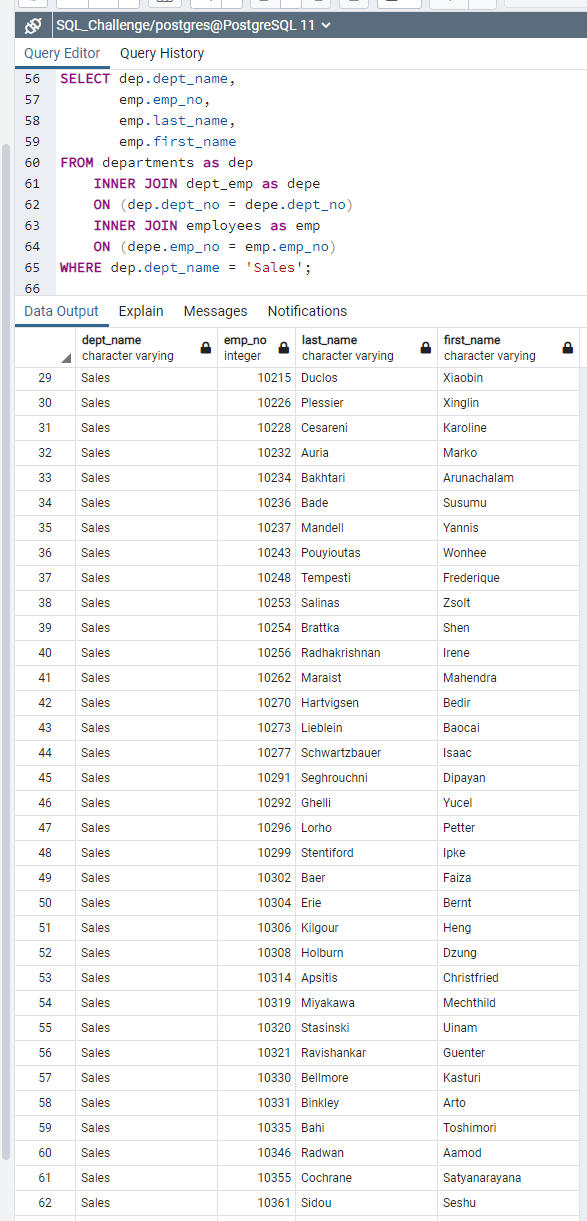 SQL_Challenge/postgres@PostgreSQL 11
Query Editor Query History
56 SELECT dep.dept_name,
57 emp.emp_no,
58 emp.last_name,
59 emp.first_name
60 FROM departments as dep
61 INNER JOIN dept_emp as depe
62 ON (dep.dept_no = depe.dept_no)
63 INNER JOIN employees as emp
64 ON (depe.emp_no = emp.emp_no)
65 WHERE dep.dept_name = 'Sales';
66
Data Output Explain Messages Notifications
dept_name emp_no last_name first_name
character varying integer character varying character varying
29 Sales 10215 Duclos Xiaobin
30 Sales 10226 Plessier Xinglin
31 Sales 10228 Cesareni Karoline
32 Sales 10232 Auria Marko
33 Sales 10234 Bakhtari Arunachalam
34 Sales 10236 Bade Susumu
35 Sales 10237 Mandell Yannis
36 Sales 10243 Pouyioutas Wonhee
37 Sales 10248 Tempesti Frederique
38 Sales 10253 Salinas Zsolt
39 Sales 10254 Brattka Shen
40 Sales 10256 Radhakrishnan Irene
41 Sales 10262 Maraist Mahendra
42 Sales 10270 Hartvigsen Bedir
43 Sales 10273 Lieblein Baocai
44 Sales 10277 Schwartzbauer Isaac
45 Sales 10291 Seghrouchni Dipayan
46 Sales 10292 Ghelli Yucel
47 Sales 10296 Lorho Petter
48 Sales 10299 Stentiford Ipke
49 Sales 10302 Baer Faiza
50 Sales 10304 Erie Bernt
51 Sales 10306 Kilgour Heng
52 Sales 10308 Holburn Dzung
53 Sales 10314 Apsitis Christfried
54 Sales 10319 Miyakawa Mechthild
55 Sales 10320 Stasinski Uinam
56 Sales 10321 Ravishankar Guenter
57 Sales 10330 Bellmore Kasturi
58 Sales 10331 Binkley Arto
59 Sales 10335 Bahi Toshimori
60 Sales 10346 Radwan Aamod
61 Sales 10355 Cochrane Satyanarayana
62 Sales 10361 Sidou Seshu